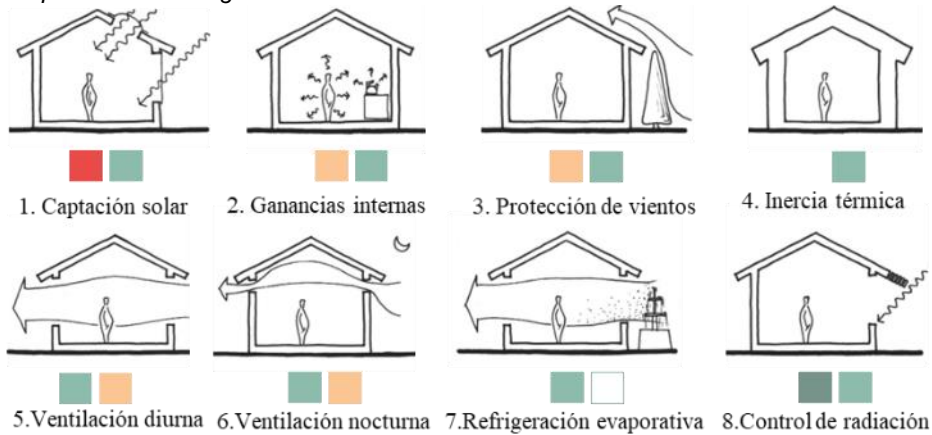 1. Captación solar
2. Ganancias internas
3. Protección de vientos
4. Inercia térmica
5.Ventilación diurna
6.Ventilación nocturna
7.Refrigeración evaporativa
8.Control de radiación